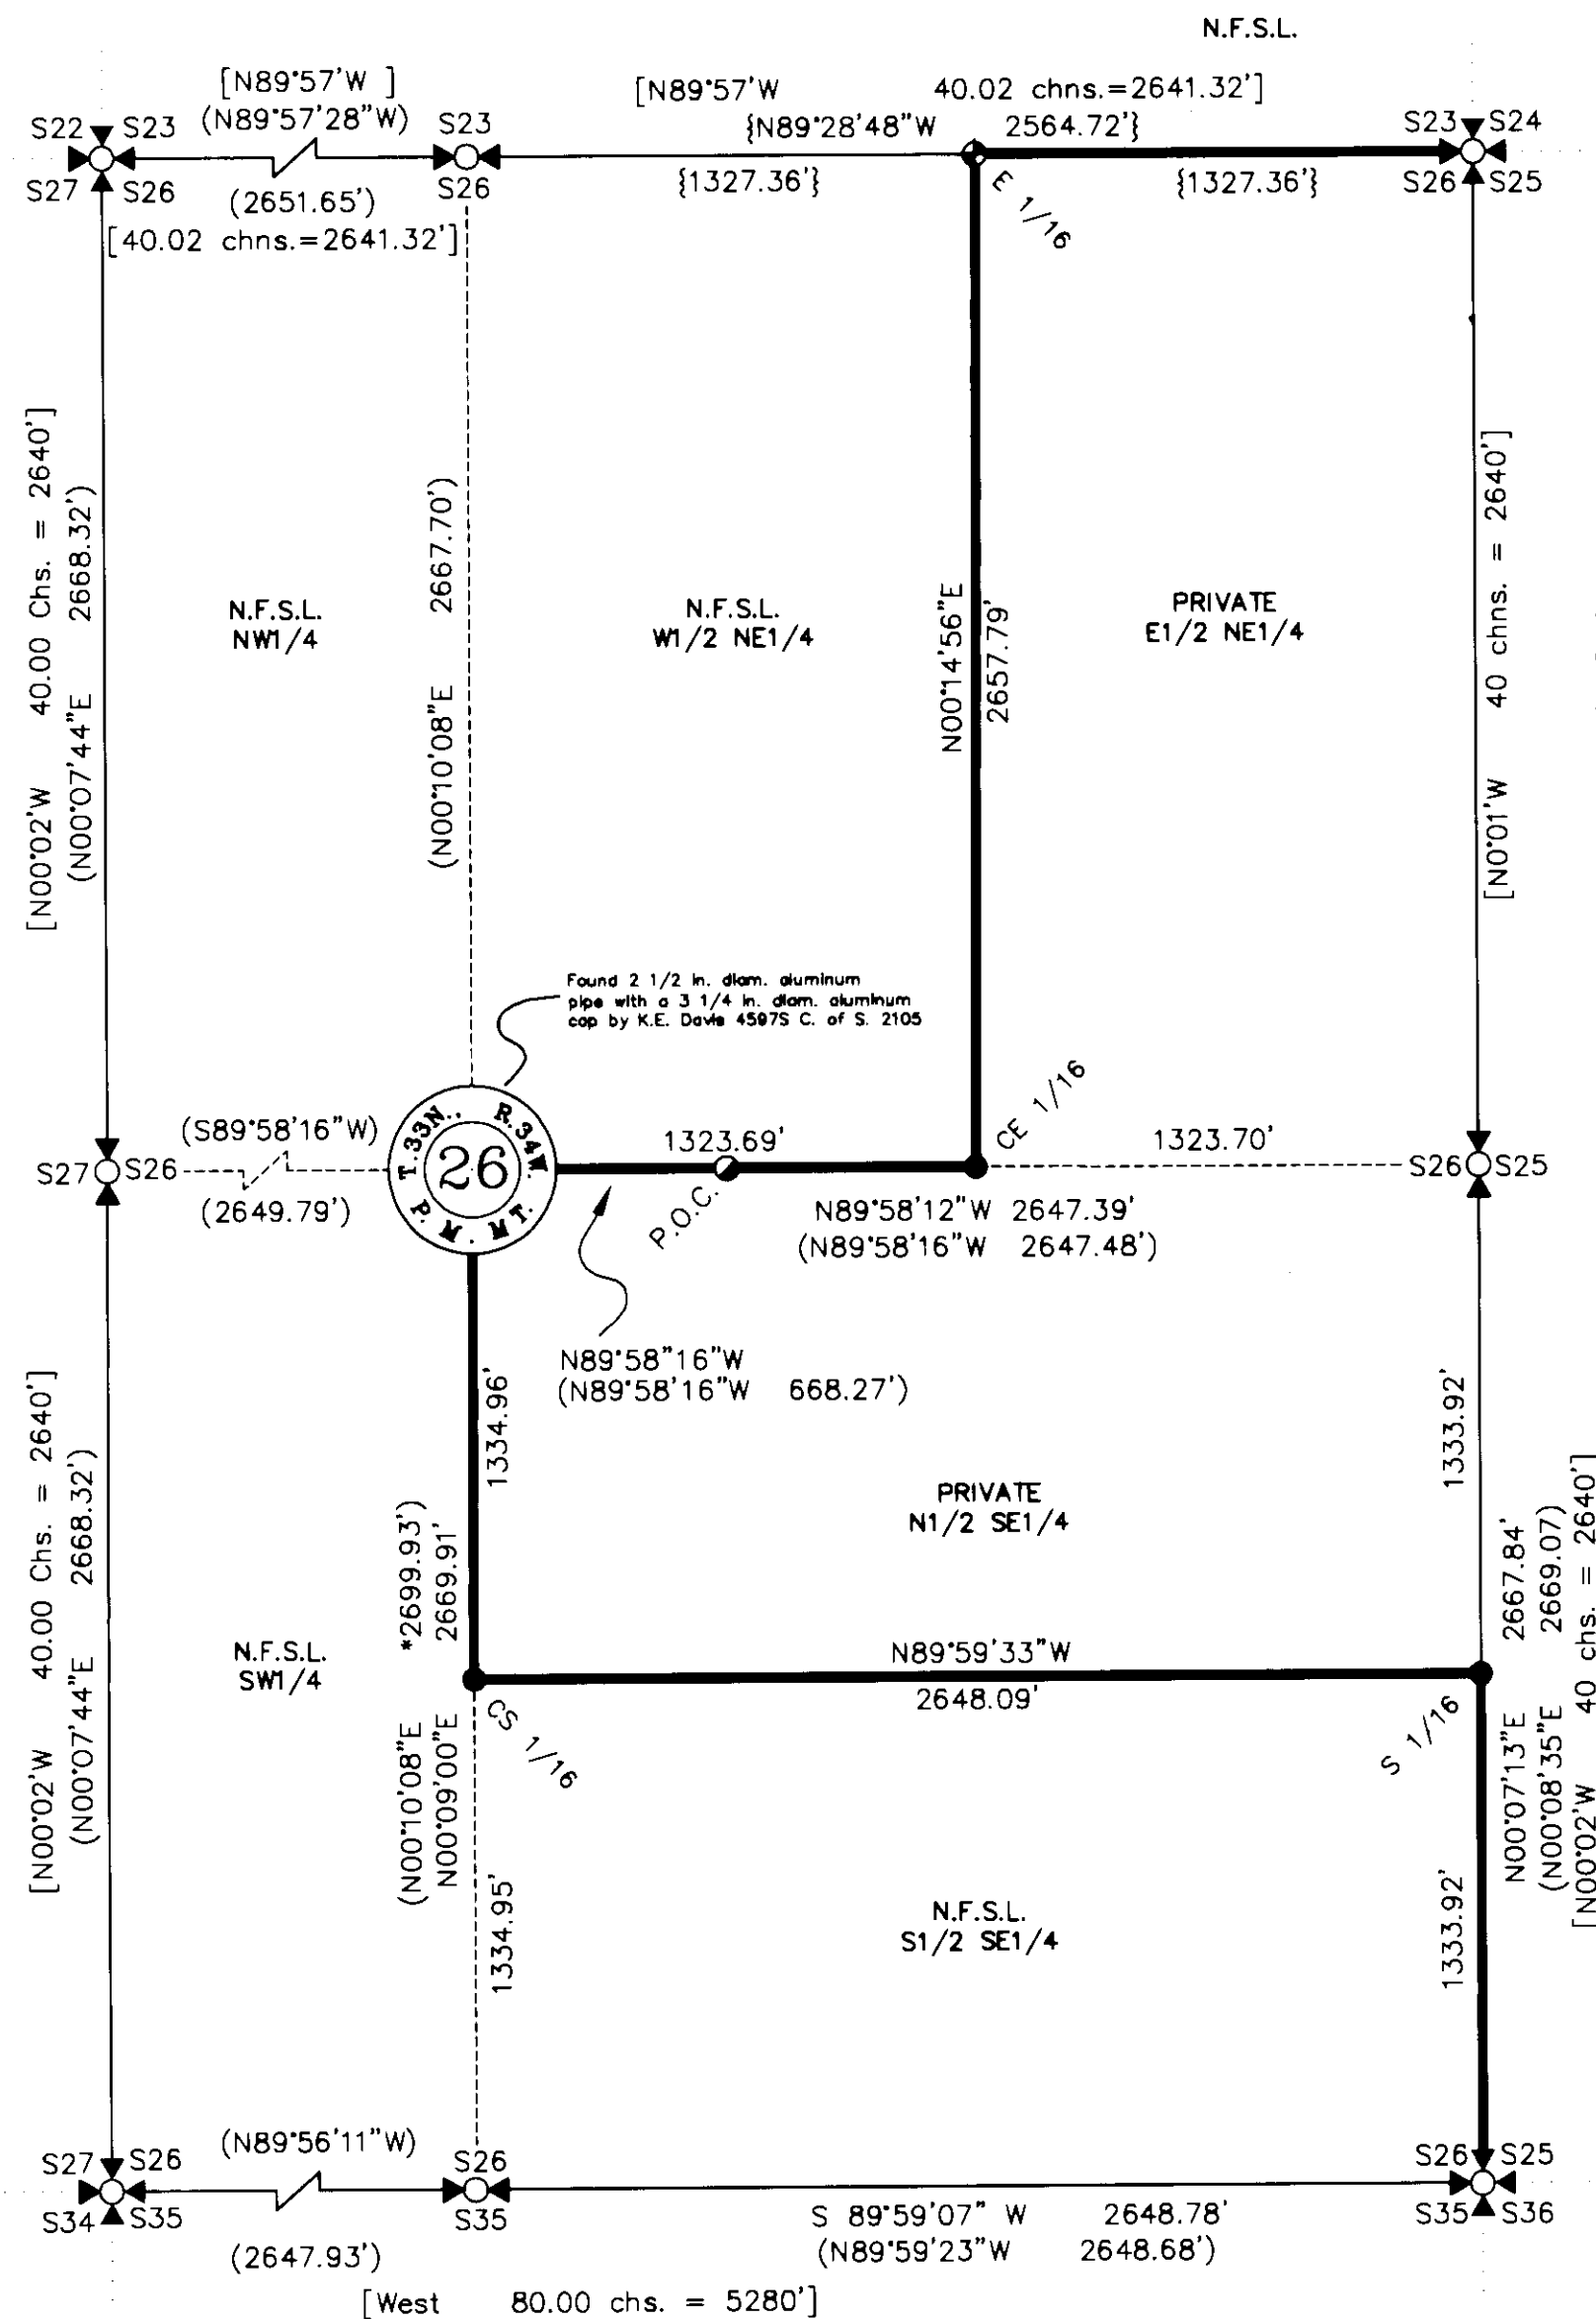 N.F.S.L.
[N89°57'W ]
[N89°57'W 40.02 chns.=2641.32']
(N89°57'28"W)
{N89°28'48"W 2564.72'}
S22 S23
S23
S23 S24
S27 S26
S26
S26 S25
(2651.65')
{1327.36'}
{1327.36'}
[40.02 chns.=2641.32']
E 1/16
[N00°02'W 40.00 Chs. = 2640']
(N00°07'44"E 2668.32')
(N00°10'08"E 2667.70')
N00°14'56"E
2657.79'
[N0°01'W 40 chns. = 2640']
N.F.S.L.
NW1/4
N.F.S.L.
W1/2 NE1/4
PRIVATE
E1/2 NE1/4
Found 2 1/2 in. diam. aluminum
pipe with a 3 1/4 in. diam. aluminum
cap by K.E. Davis 4597S C. of S. 2105
T.33N., R.34W.
26
P. M. MT.
CE 1/16
(S89°58'16"W)
1323.69'
1323.70'
S27 S26
S26 S25
(2649.79')
P.O.C.
N89°58'12"W 2647.39'
(N89°58'16"W 2647.48')
N89°58"16"W
(N89°58'16"W 668.27')
[N00°02'W 40.00 Chs. = 2640']
(N00°07'44"E 2668.32')
1334.96'
1333.92'
PRIVATE
N1/2 SE1/4
(N00°10'08"E *2699.93')
N00°09'00"E 2669.91'
N00°07'13"E 2667.84'
(N00°08'35"E 2669.07)
[N00°02'W 40 chs. = 2640']
N.F.S.L.
SW1/4
N89°59'33"W
2648.09'
CS 1/16
S 1/16
1334.95'
1333.92'
N.F.S.L.
S1/2 SE1/4
(N89°56'11"W)
S27 S26
S26
S26 S25
S34 S35
S35
S35 S36
S 89°59'07" W 2648.78'
(N89°59'23"W 2648.68')
(2647.93')
[West 80.00 chs. = 5280']